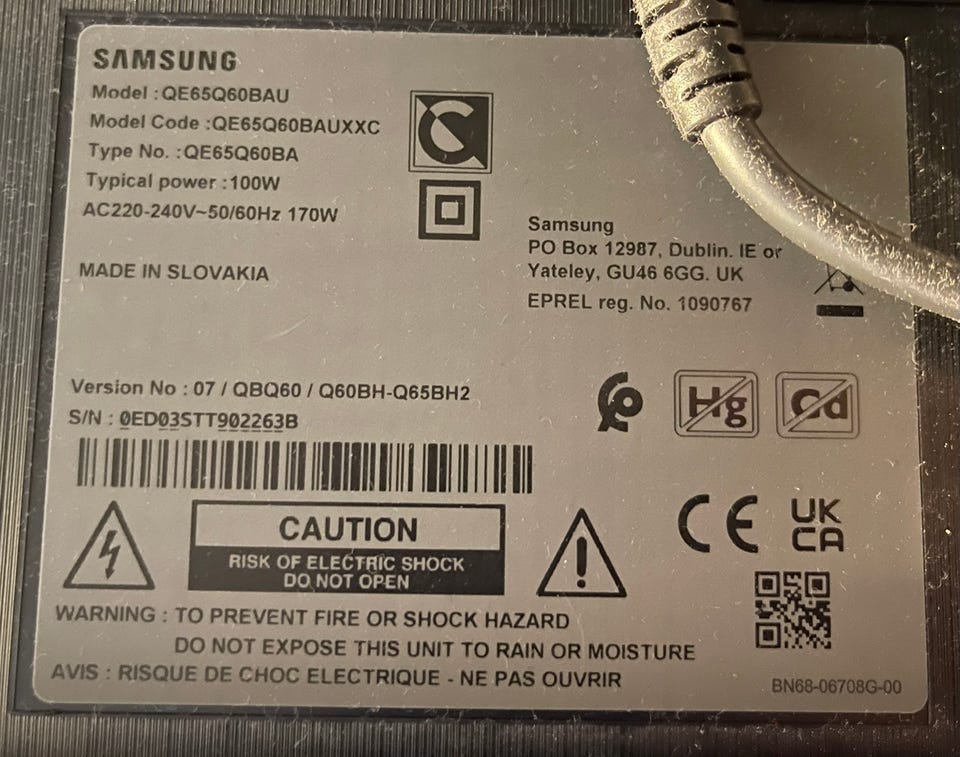 SAMSUNG
Model : QE65Q60BAU
Model Code : QE65Q60BAUXXC
Type No. : QE65Q60BA
Typical power : 100W
AC220-240V~50/60Hz 170W
MADE IN SLOVAKIA
Samsung
PO Box 12987, Dublin. IE or
Yateley, GU46 6GG. UK
EPREL reg. No. 1090767
Version No : 07 / QBQ60 / Q60BH-Q65BH2
S/N : 0ED03STT902263B
Hg
Cd
CE
UK
CA
CAUTION
RISK OF ELECTRIC SHOCK
DO NOT OPEN
WARNING : TO PREVENT FIRE OR SHOCK HAZARD
DO NOT EXPOSE THIS UNIT TO RAIN OR MOISTURE
AVIS : RISQUE DE CHOC ELECTRIQUE - NE PAS OUVRIR
BN68-06708G-00